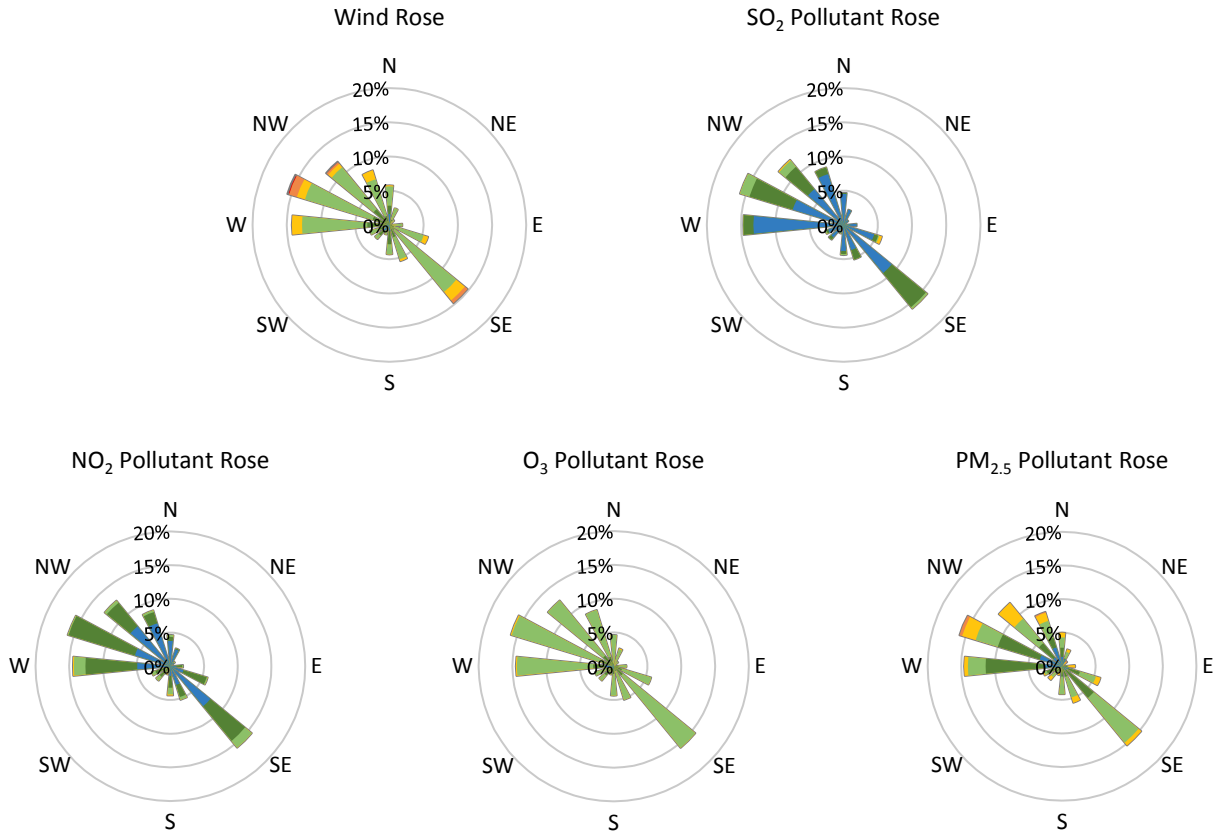 Wind Rose
N
20%
15%
10%
5%
0%
NW
NE
W
E
SW
SE
S
SO₂ Pollutant Rose
N
20%
15%
10%
5%
0%
NW
NE
W
E
SW
SE
S
NO₂ Pollutant Rose
N
20%
15%
10%
5%
0%
NW
NE
W
E
SW
SE
S
O₃ Pollutant Rose
N
20%
15%
10%
5%
0%
NW
NE
W
E
SW
SE
S
PM₂.₅ Pollutant Rose
N
20%
15%
10%
5%
0%
NW
NE
W
E
SW
SE
S